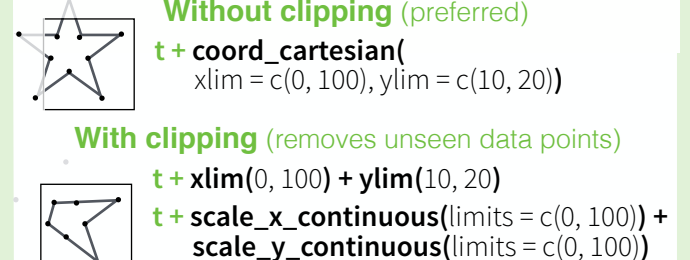 Without clipping (preferred)
t + coord_cartesian(
xlim = c(0, 100), ylim = c(10, 20))
With clipping (removes unseen data points)
t + xlim(0, 100) + ylim(10, 20)
t + scale_x_continuous(limits = c(0, 100)) +
scale_y_continuous(limits = c(0, 100))